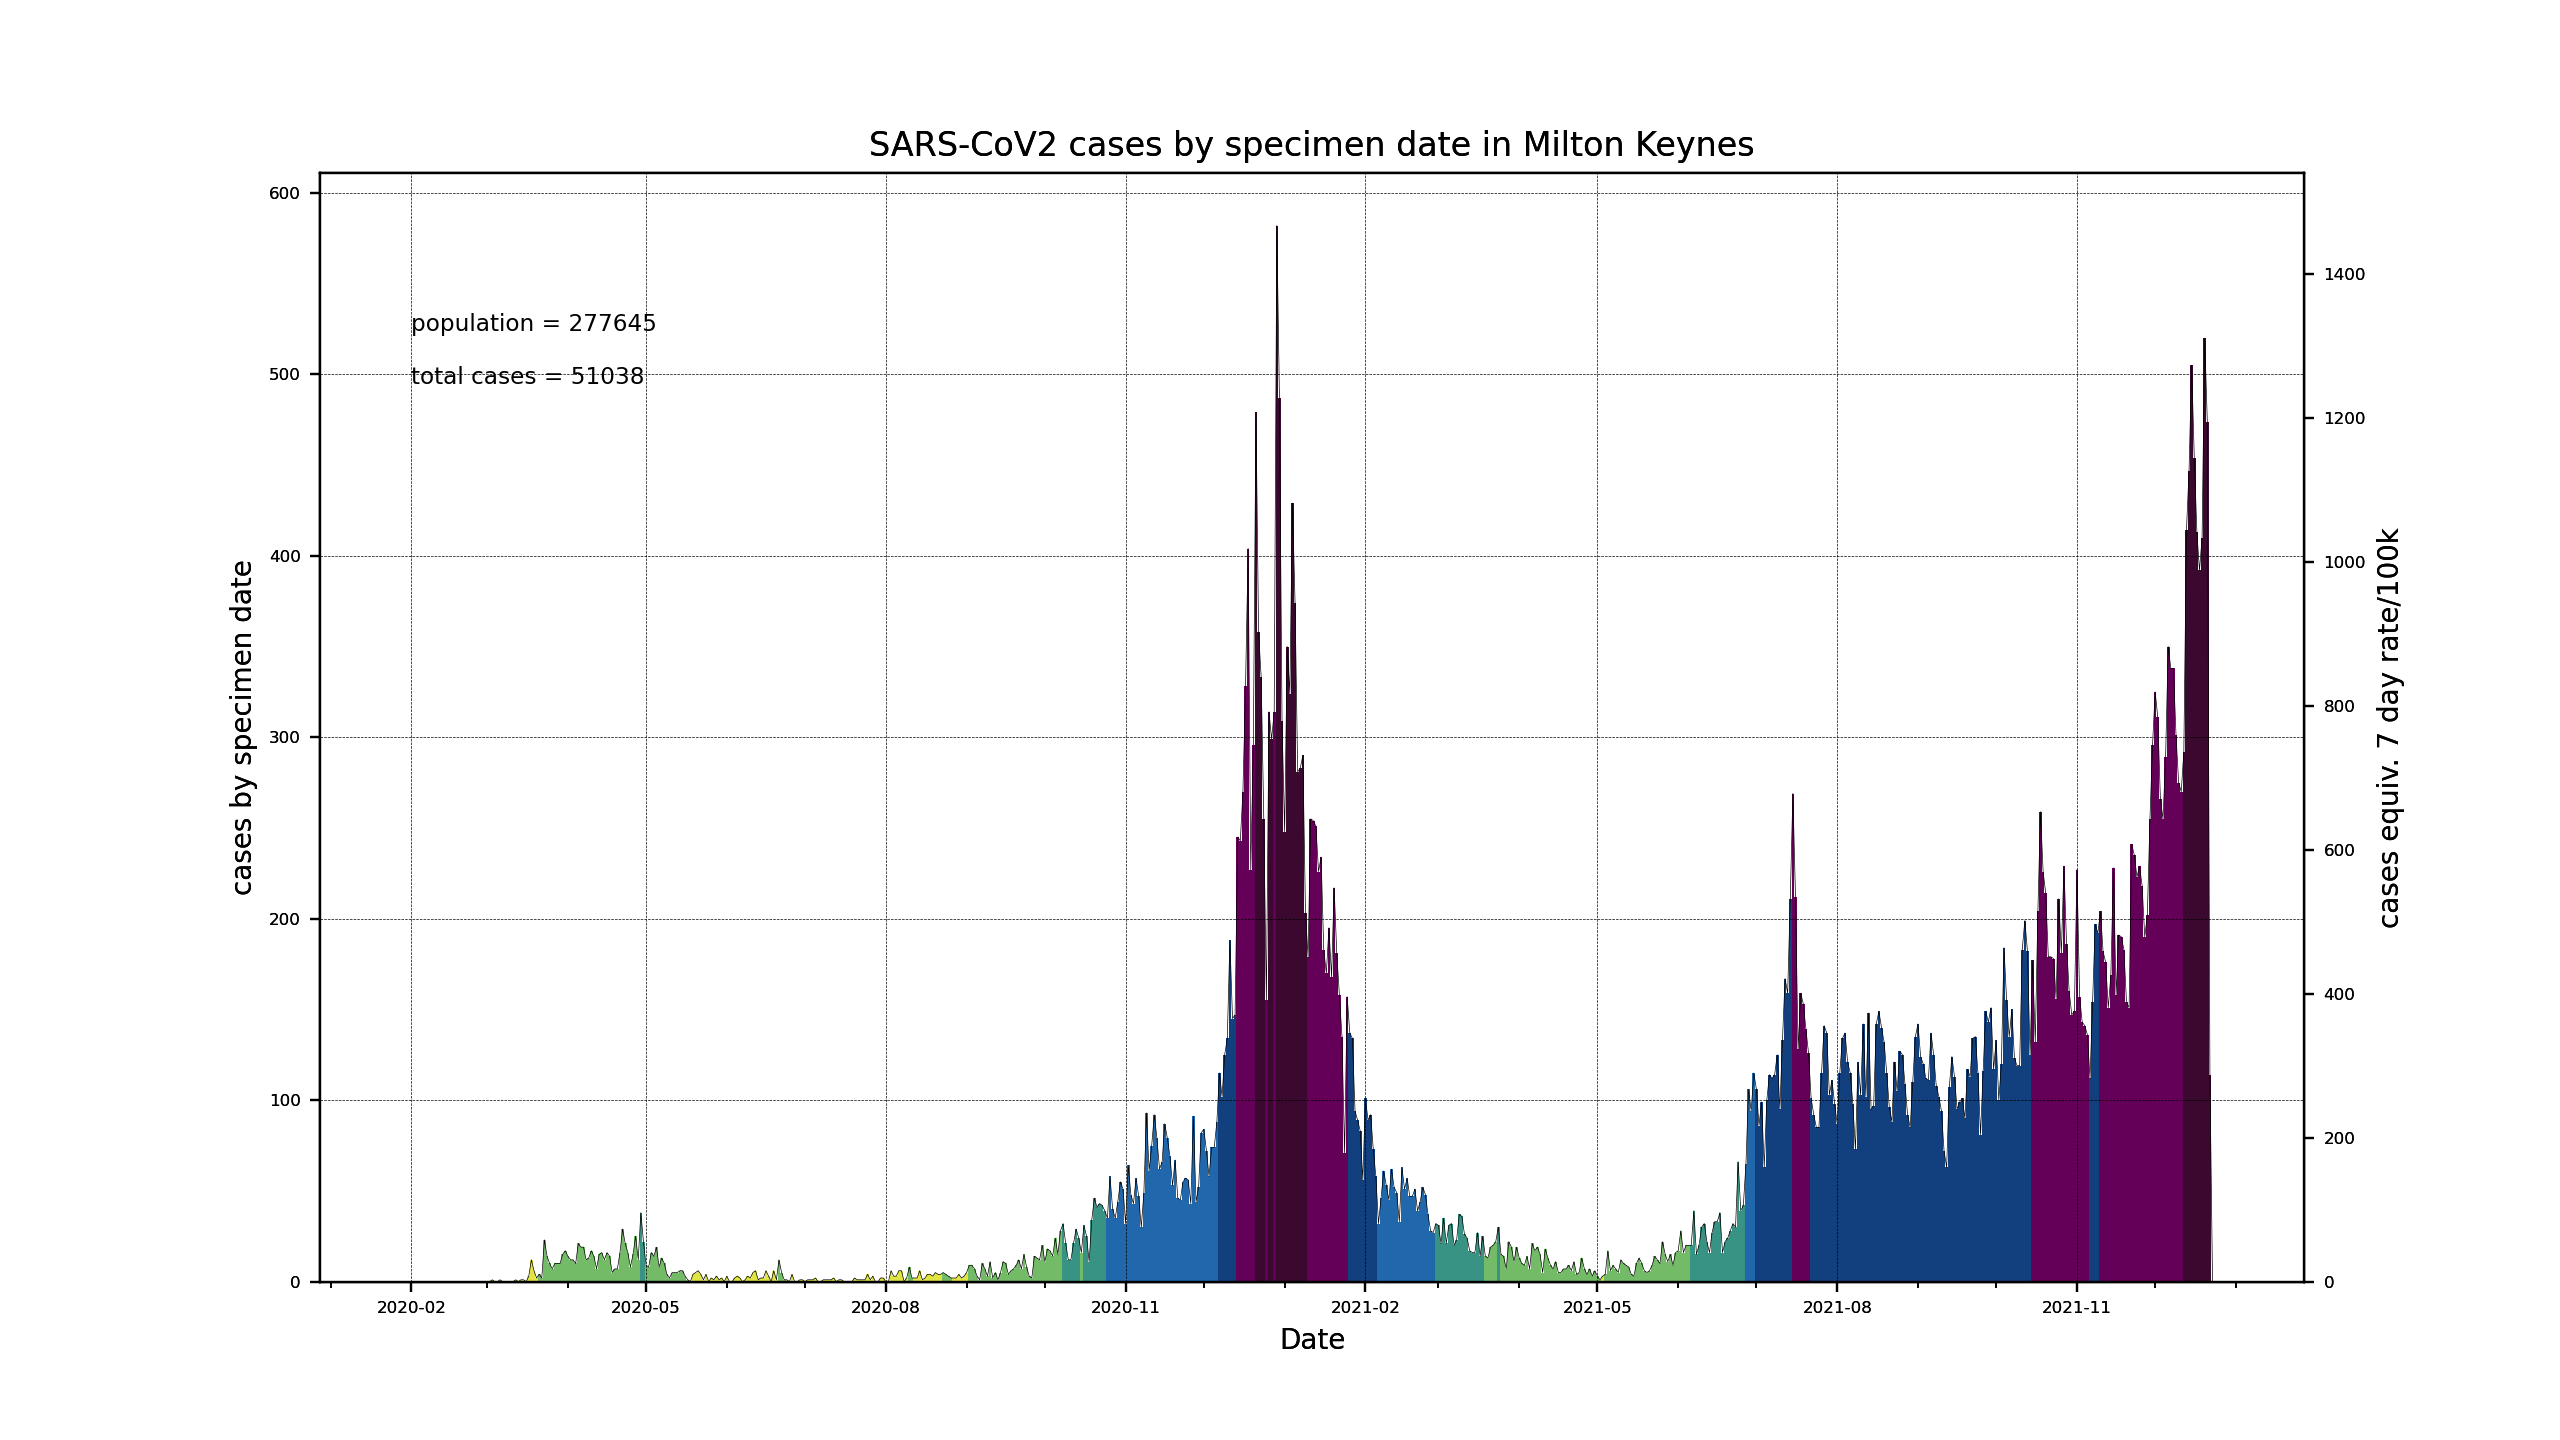 SARS-CoV2 cases by specimen date in Milton Keynes
population = 277645
total cases = 51038
cases by specimen date
600
500
400
300
200
100
0
cases equiv. 7 day rate/100k
1400
1200
1000
800
600
400
200
0
2020-02 2020-05 2020-08 2020-11 2021-02 2021-05 2021-08 2021-11
Date